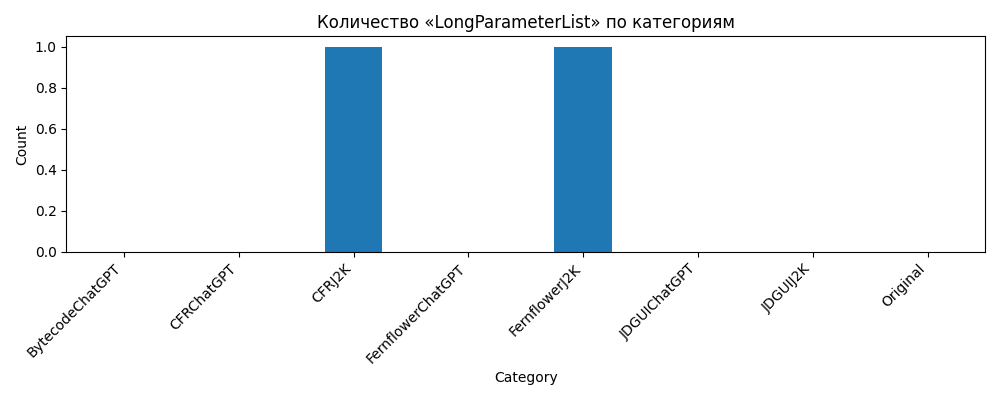 Количество «LongParameterList» по категориям
Count
1.0
0.8
0.6
0.4
0.2
0.0
BytecodeChatGPT
CFRChatGPT
CFRJ2K
FernflowerChatGPT
FernflowerJ2K
JDGUIChatGPT
JDGUIJ2K
Original
Category